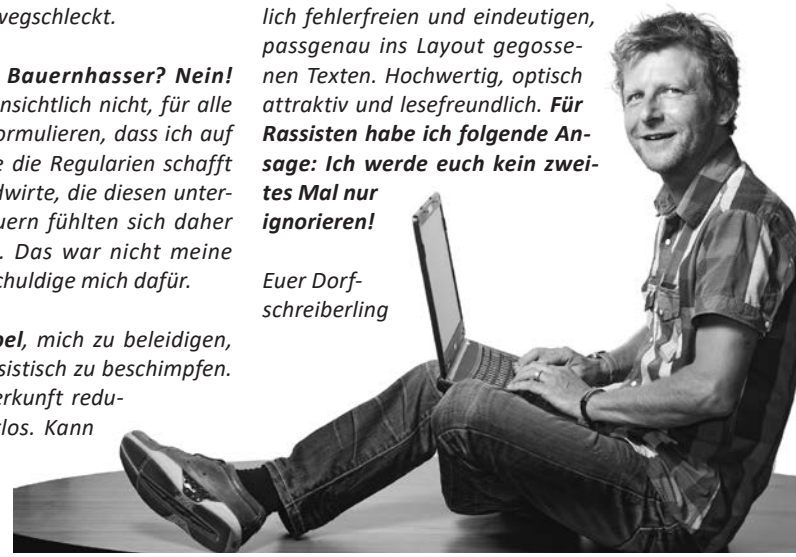 wegschleckt.
Bauernhasser? Nein!
nsichtlich nicht, für alle
ormulieren, dass ich auf
e die Regularien schafft
dwirte, die diesen unter-
uern fühlten sich daher
. Das war nicht meine
chuldige mich dafür.
bel, mich zu beleidigen,
sistisch zu beschimpfen.
erkunft redu-
los. Kann
lich fehlerfreien und eindeutigen,
passgenau ins Layout gegosse-
nen Texten. Hochwertig, optisch
attraktiv und lesefreundlich. Für
Rassisten habe ich folgende An-
sage: Ich werde euch kein zwei-
tes Mal nur
ignorieren!
Euer Dorf-
schreiberling